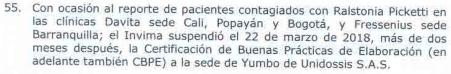 55. Con ocasión al reporte de pacientes contagiados con Ralstonia Picketti en
las clínicas Davita sede Cali, Popayán y Bogotá, y Fressenius sede
Barranquilla; el Invima suspendió el 22 de marzo de 2018, más de dos
meses después, la Certificación de Buenas Prácticas de Elaboración (en
adelante también CBPE) a la sede de Yumbo de Unidossis S.A.S.